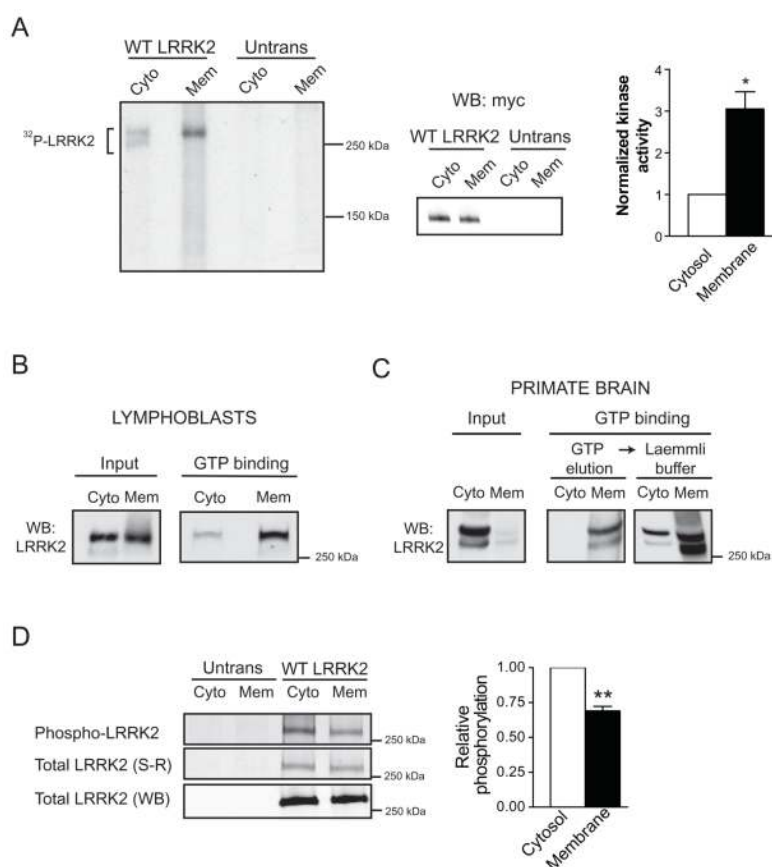 A
WT LRRK2 Untrans
Cyto Mem Cyto Mem
32P-LRRK2
250 kDa
150 kDa
WB: myc
WT LRRK2 Untrans
Cyto Mem Cyto Mem
Normalized kinase
activity
4
3
2
1
0
*
Cytosol
Membrane
B
LYMPHOBLASTS
Input GTP binding
Cyto Mem Cyto Mem
WB:
LRRK2
250 kDa
C
PRIMATE BRAIN
Input GTP binding
GTP → Laemmli
elution buffer
Cyto Mem Cyto Mem Cyto Mem
WB:
LRRK2
250 kDa
D
Untrans WT LRRK2
Cyto Mem Cyto Mem
Phospho-LRRK2
250 kDa
Total LRRK2 (S-R)
250 kDa
Total LRRK2 (WB)
250 kDa
Relative
phosphorylation
1.00
0.75
0.50
0.25
0.00
**
Cytosol
Membrane